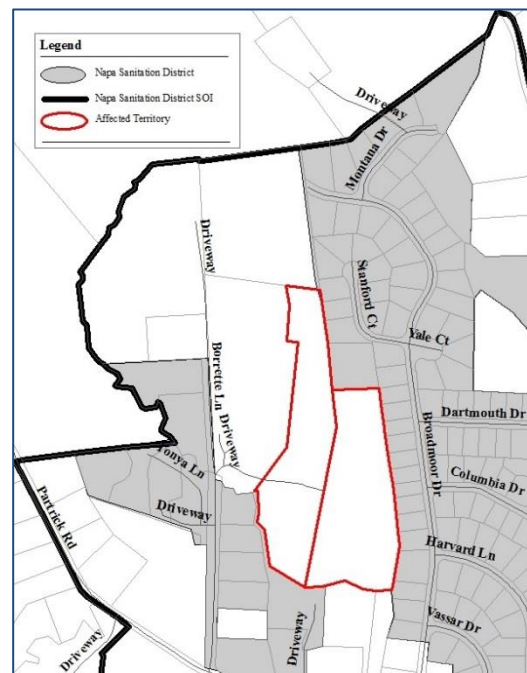 Legend
Napa Sanitation District
Napa Sanitation District SOI
Affected Territory
Driveway
Montana Dr
Driveway
Stanford Ct
Yale Ct
Borrette Ln
Driveway
Broadmoor Dr
Dartmouth Dr
Tonya Ln
Columbia Dr
Partrick Rd
Driveway
Harvard Ln
Vassar Dr
Driveway
Driveway